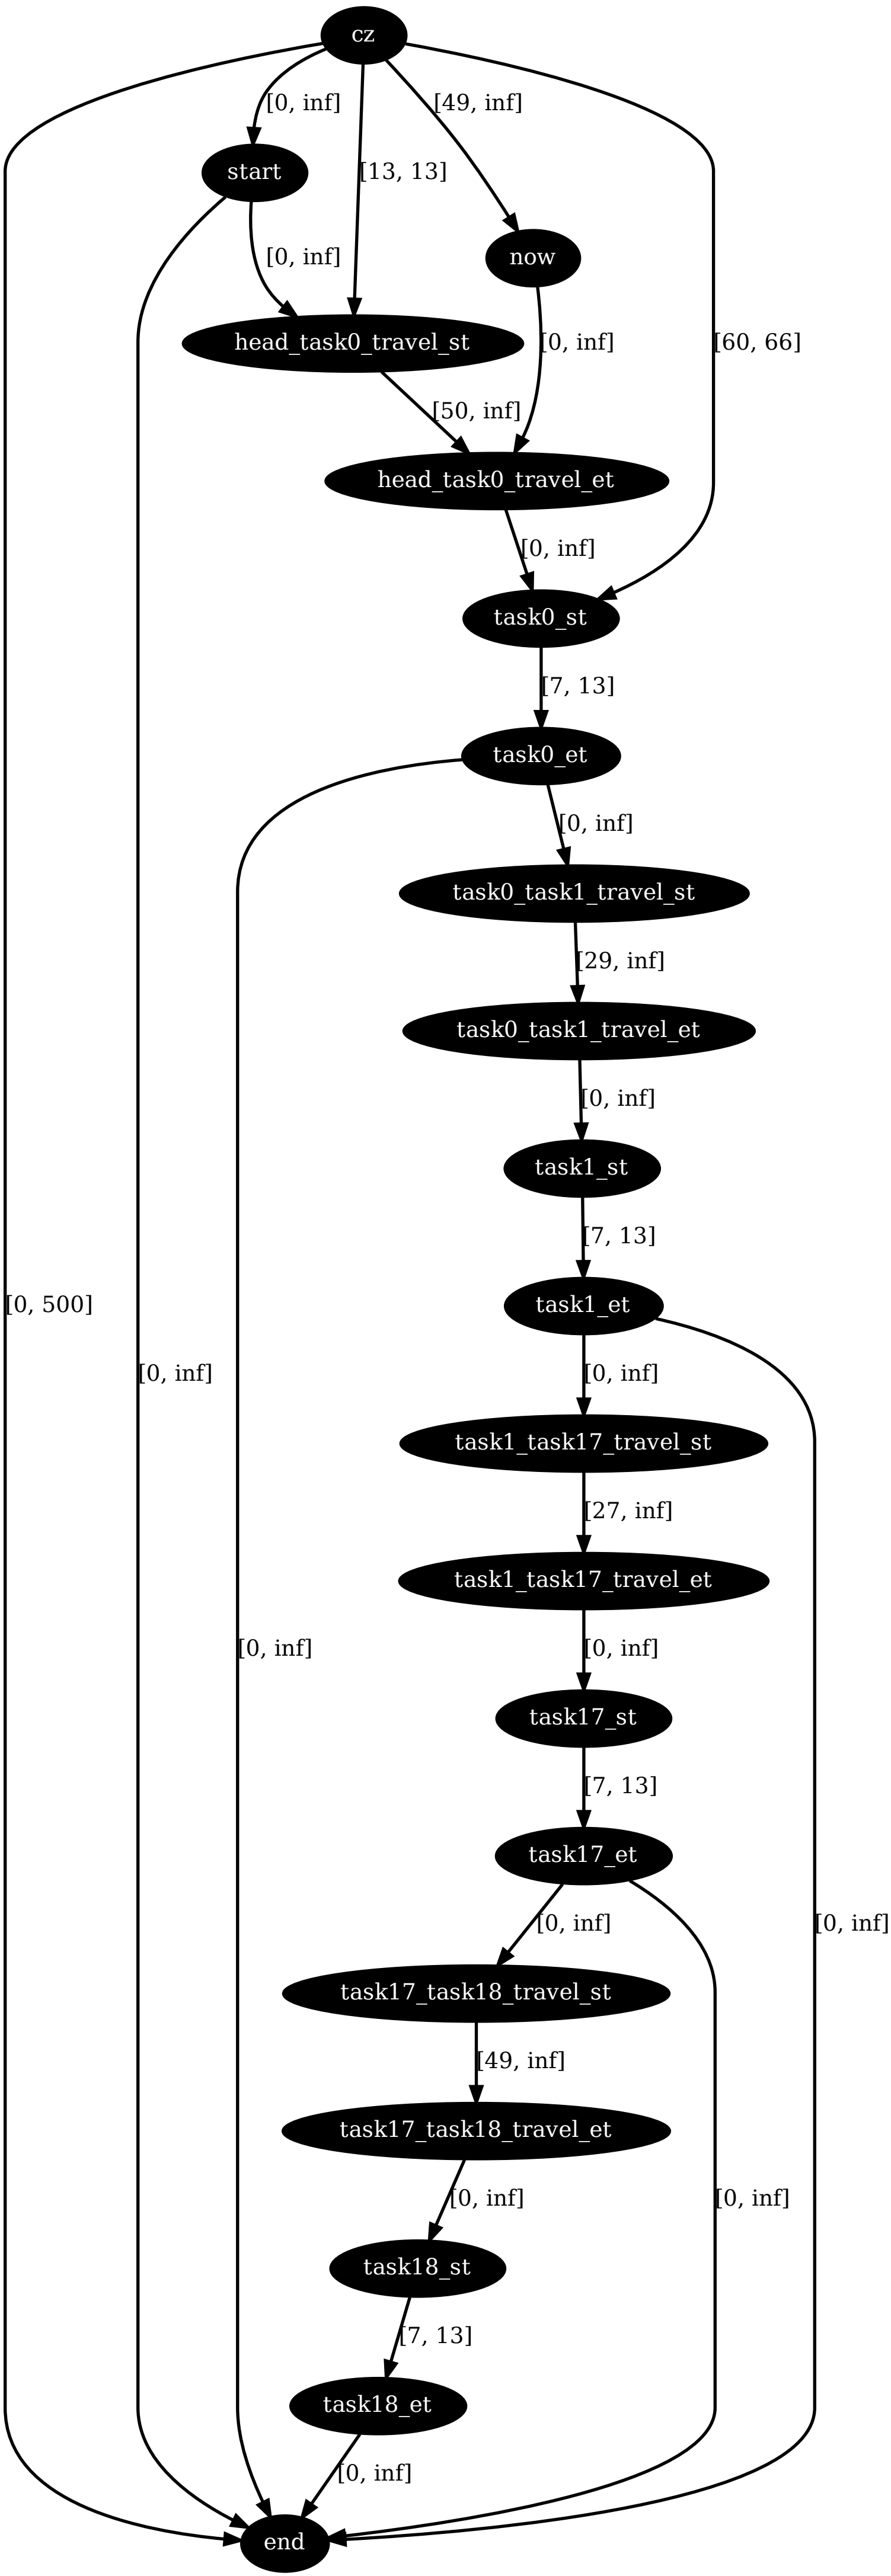 cz
[0, inf]
[49, inf]
[13, 13]
start
now
[0, inf]
[0, inf]
[60, 66]
head_task0_travel_st
[50, inf]
head_task0_travel_et
[0, inf]
task0_st
[7, 13]
task0_et
[0, inf]
task0_task1_travel_st
[29, inf]
task0_task1_travel_et
[0, inf]
task1_st
[7, 13]
task1_et
[0, 500]
[0, inf]
[0, inf]
task1_task17_travel_st
[27, inf]
task1_task17_travel_et
[0, inf]
[0, inf]
task17_st
[7, 13]
task17_et
[0, inf]
[0, inf]
task17_task18_travel_st
[49, inf]
task17_task18_travel_et
[0, inf]
[0, inf]
task18_st
[7, 13]
task18_et
[0, inf]
end